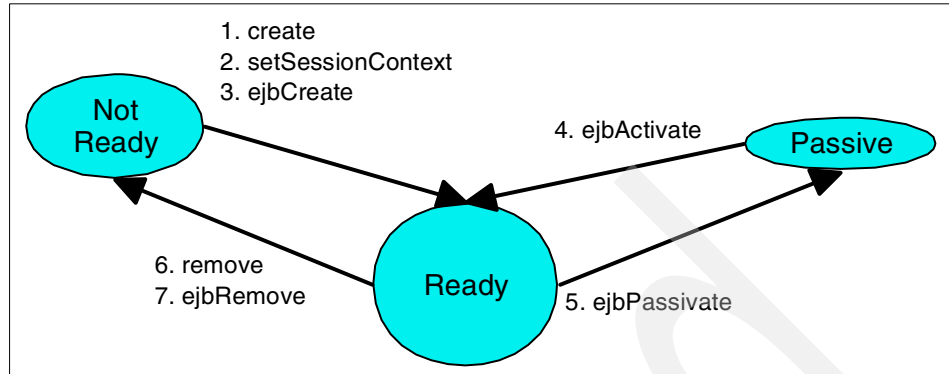 1. create
2. setSessionContext
3. ejbCreate
Not
Ready
4. ejbActivate
Passive
6. remove
7. ejbRemove
Ready
5. ejbPassivate